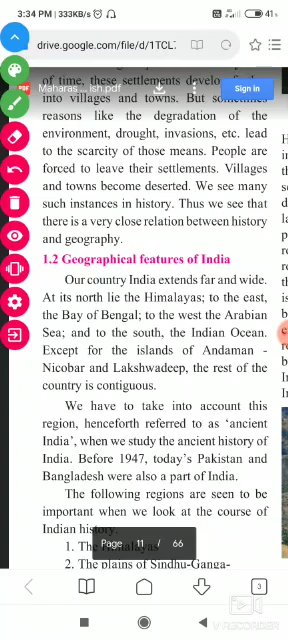 3:34 PM | 333KB/s
41
drive.google.com/file/d/1TCL
Maharas ... ish.pdf
Sign in
of time, these settlements
into villages and towns. But sometimes
reasons like the degradation of the
environment, drought, invasions, etc. lead
to the scarcity of those means. People are
forced to leave their settlements. Villages
and towns become deserted. We see many
such instances in history. Thus we see that
there is a very close relation between history
and geography.
1.2 Geographical features of India
Our country India extends far and wide.
At its north lie the Himalayas; to the east,
the Bay of Bengal; to the west the Arabian
Sea; and to the south, the Indian Ocean.
Except for the islands of Andaman -
Nicobar and Lakshwadeep, the rest of the
country is contiguous.
We have to take into account this
region, henceforth referred to as ‘ancient
India’, when we study the ancient history of
India. Before 1947, today’s Pakistan and
Bangladesh were also a part of India.
The following regions are seen to be
important when we look at the course of
Indian history.
1. The Himalayas
Page 11 / 66
2. The plains of Sindhu-Ganga-
3
V RECORDER